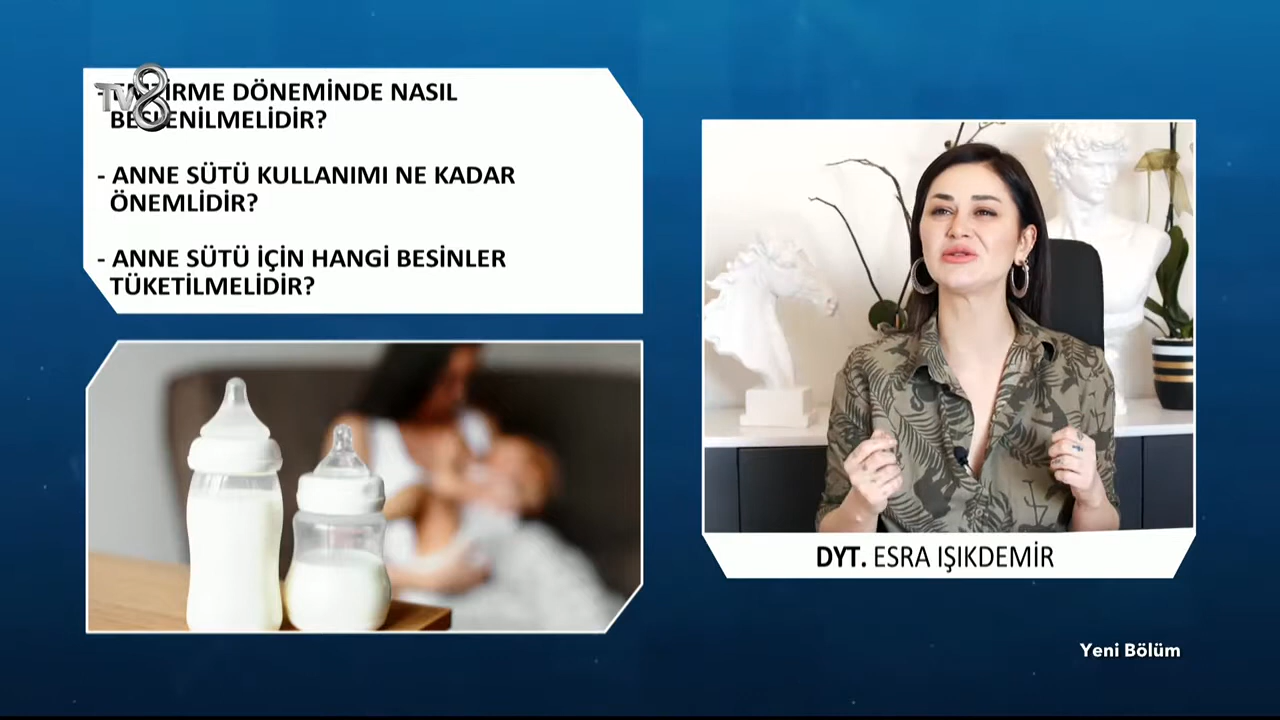 DÖNEMİNDE NASIL
- ANNE SÜTÜ KULLANIMI NE KADAR
ÖNEMLİDİR?
- ANNE SÜTÜ İÇİN HANGİ BESİNLER
TÜKETİLMELİDİR?
TV8
DYT. ESRA IŞIKDEMİR
Yeni Bölüm